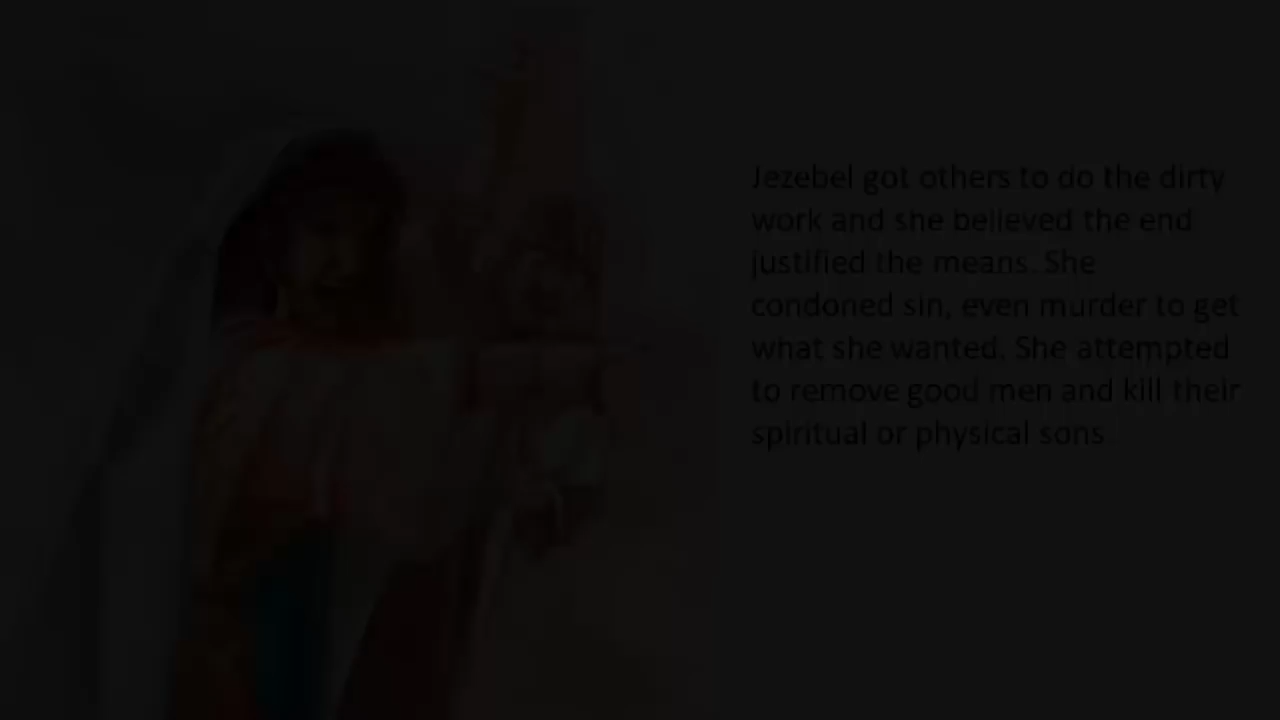 Jezebel got others to do the dirty
work and she believed the end
justified the means. She
condoned sin, even murder to get
what she wanted. She attempted
to remove good men and kill their
spiritual or physical sons.